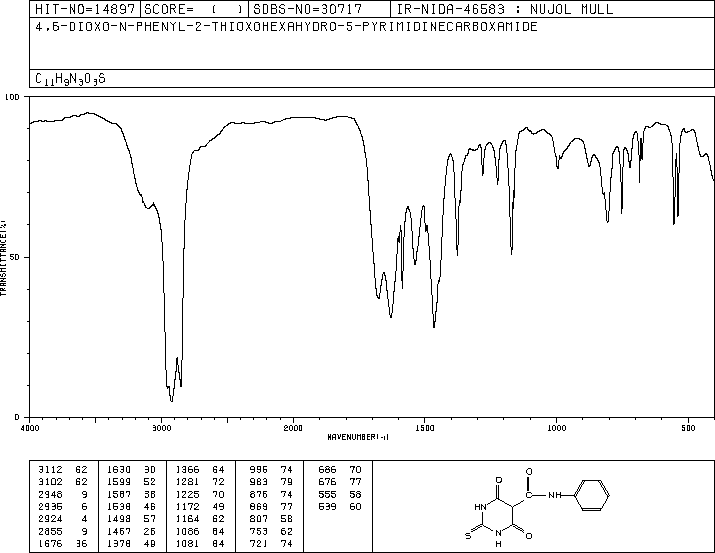 HIT-NO=14897 SCORE= ( ) SDBS-NO=30717 IR-NIDA-46583 : NUJOL MULL
4,6-DIOXO-N-PHENYL-2-THIOXOHEXAHYDRO-5-PYRIMIDINECARBOXAMIDE
C11H9N3O3S
100
50
0
TRANSMITTANCE(%)
4000 3000 2000 1500 1000 500
WAVENUMBER(-1)
3112 62 1630 30 1366 64 996 74 686 70
3102 62 1599 52 1281 72 983 79 676 77
2948 9 1587 38 1225 70 876 74 555 58
2935 6 1538 46 1172 49 869 77 539 60
2924 4 1498 57 1164 62 807 58
2855 9 1467 26 1086 84 753 62
1676 36 1378 49 1081 84 721 74
O
O C NH
HN
S N O
H